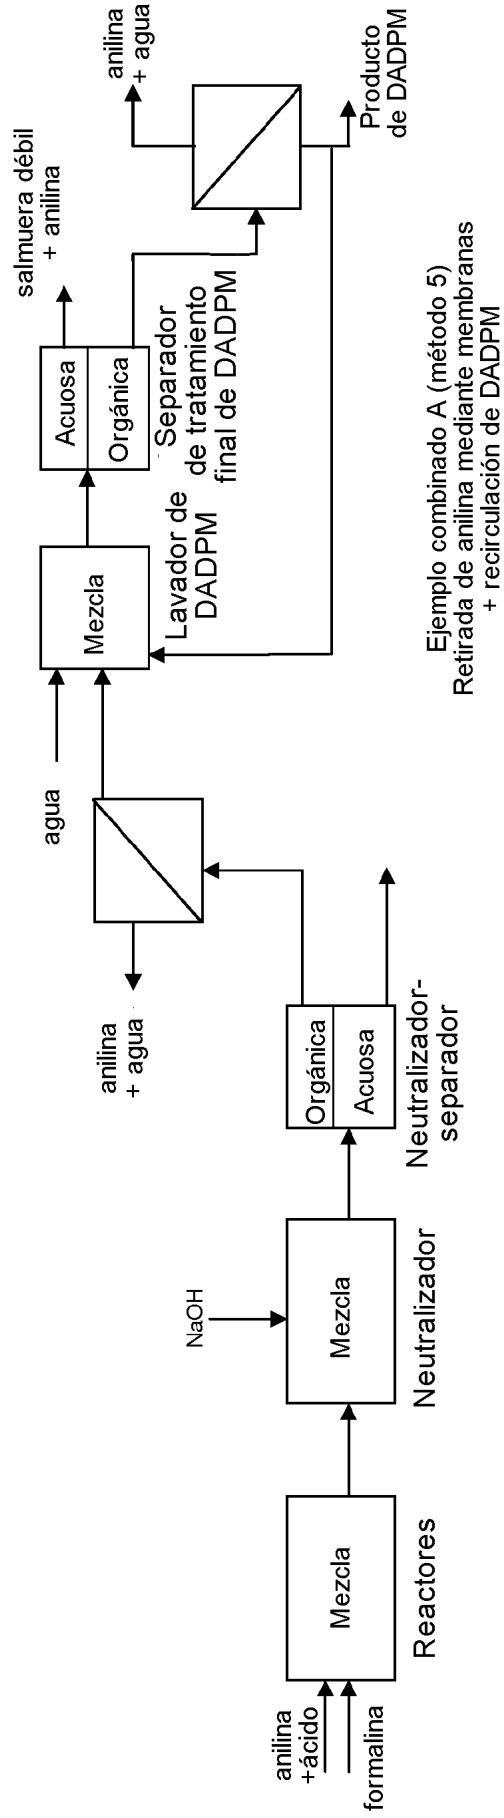 anilina
+ácido
formalina
Mezcla
Reactores
NaOH
Mezcla
Neutralizador
Orgánica
Acuosa
Neutralizador-
separador
anilina
+ agua
agua
Mezcla
Lavador de
DADPM
Acuosa
Orgánica
Separador
de tratamiento
final de DADPM
salmuera débil
+ anilina
anilina
+ agua
Producto
de DADPM
Ejemplo combinado A (método 5)
Retirada de anilina mediante membranas
+ recirulación de DADPM